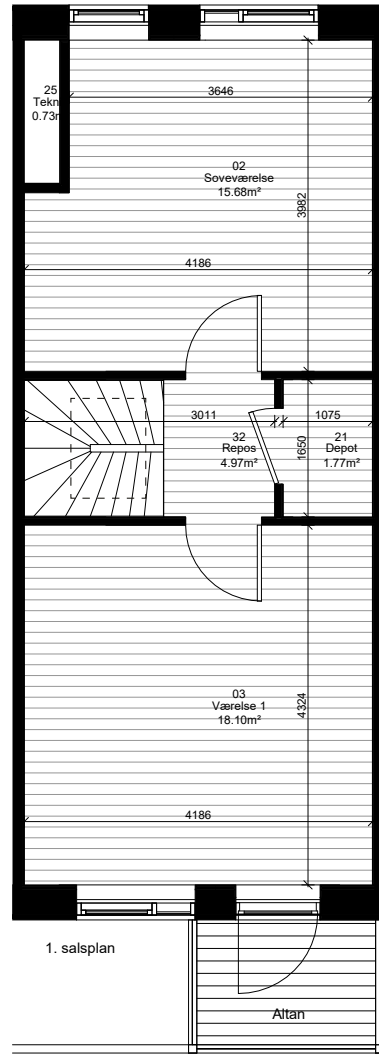 25
Tekn
0.73m
3646
02
Soveværelse
15.68m²
3982
4186
3011
1075
32
Repos
4.97m²
1650
21
Depot
1.77m²
03
Værelse 1
18.10m²
4324
4186
1. salsplan
Altan